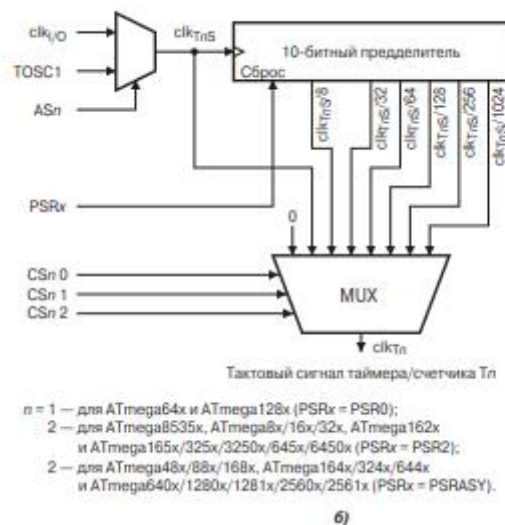 clkI/O
TOSC1
ASn
clkTnS
10-битный предделитель
Сброс
clkTnS/8
clkTnS/32
clkTnS/64
clkTnS/128
clkTnS/256
clkTnS/1024
PSRx
0
CSn 0
CSn 1
CSn 2
MUX
clkTn
Тактовый сигнал таймера/счетчика Tn
n = 1 — для ATmega64x и ATmega128x (PSRx = PSR0);
2 — для ATmega8535x, ATmega8x/16x/32x, ATmega162x
и ATmega165x/325x/3250x/645x/6450x (PSRx = PSR2);
2 — для ATmega48x/88x/168x, ATmega164x/324x/644x
и ATmega640x/1280x/1281x/2560x/2561x (PSRx = PSRASY).
б)